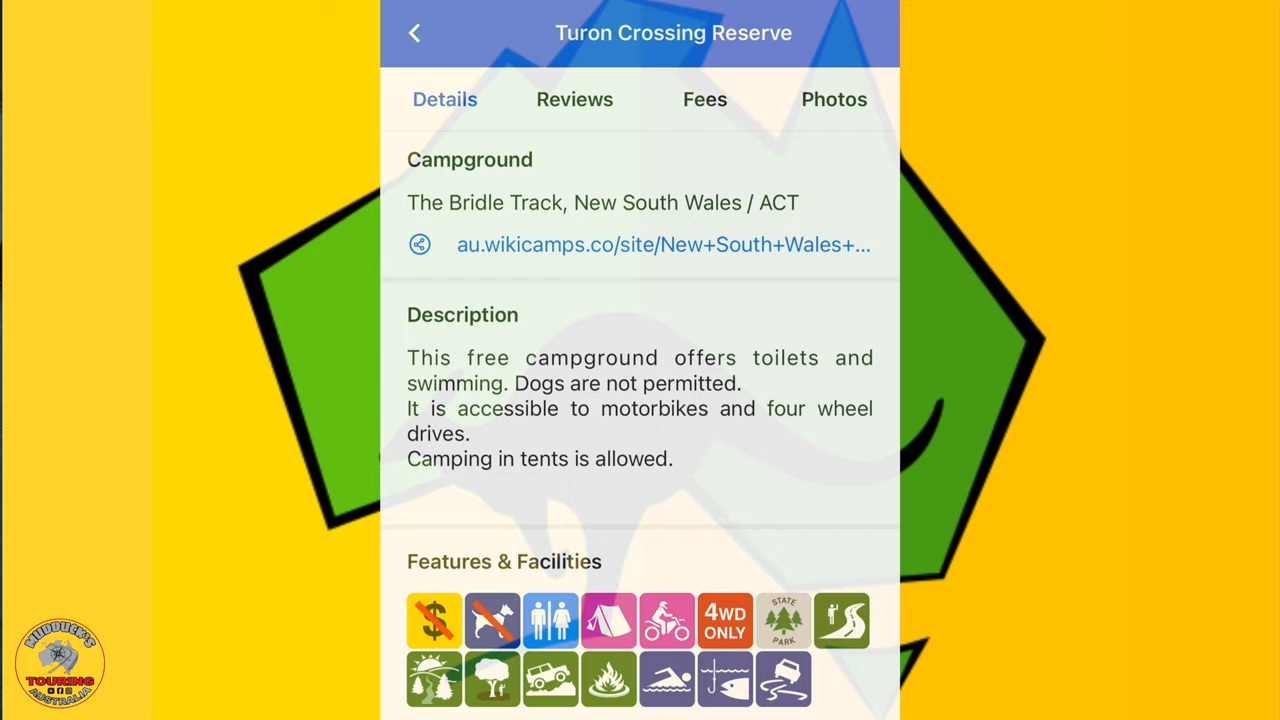 Turon Crossing Reserve
Details Reviews Fees Photos
Campground
The Bridle Track, New South Wales / ACT
au.wikicamps.co/site/New+South+Wales+...
Description
This free campground offers toilets and
swimming. Dogs are not permitted.
It is accessible to motorbikes and four wheel
drives.
Camping in tents is allowed.
Features & Facilities
$
4WD
ONLY
STATE
PARK
MUDDUCK'S
TOURING
AUSTRALIA